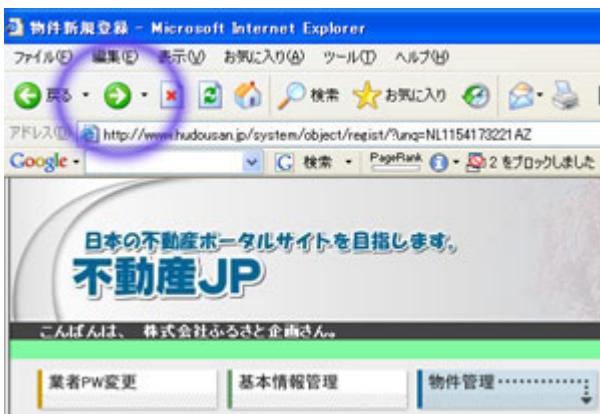 物件新規登録 - Microsoft Internet Explorer
ファイル(F) 編集(E) 表示(V) お気に入り(A) ツール(T) ヘルプ(H)
戻る 検索 お気に入り
アドレス(D) http://www.hudousan.jp/system/object/regist/?unq=NL1154173221AZ
Google 検索 PageRank 2 をブロックしました
日本の不動産ポータルサイトを目指します。
不動産JP
こんばんは、 株式会社ふるさと企画さん。
業者PW変更 基本情報管理 物件管理